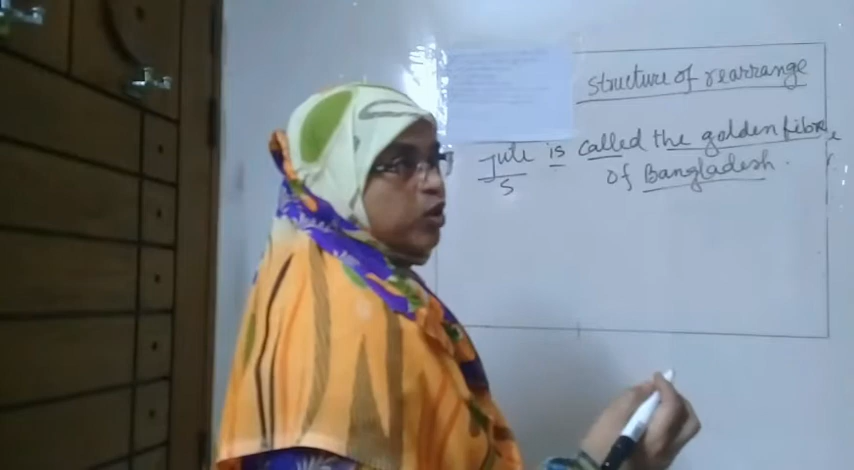 structure of rearrange
Jute is called the golden fibre
S
of Bangladesh.